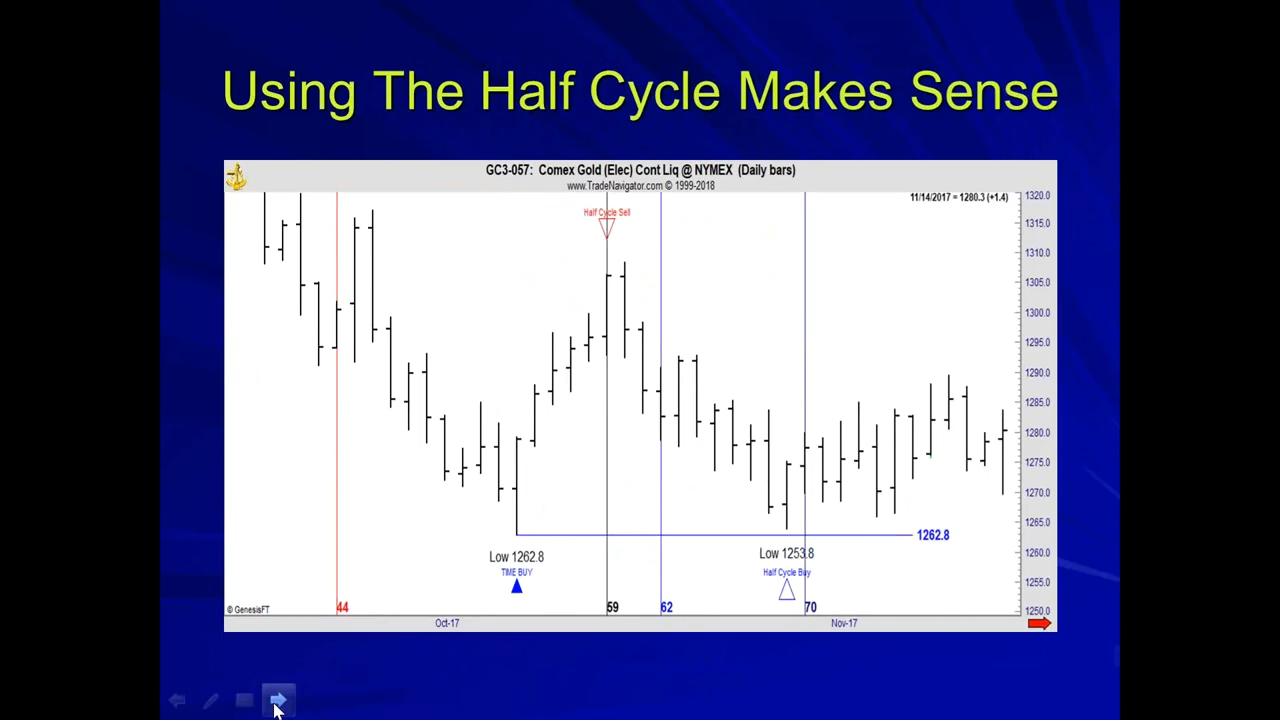 Using The Half Cycle Makes Sense
GC3-057: Comex Gold (Elec) Cont Liq @ NYMEX (Daily bars)
www.TradeNavigator.com © 1999-2018
11/14/2017 = 1280.3 (+1.4)
1320.0
1315.0
1310.0
1305.0
1300.0
1295.0
1290.0
1285.0
1280.0
1275.0
1270.0
1265.0
1260.0
1255.0
1250.0
Half Cycle Sell
1262.8
Low 1262.8
TIME BUY
Low 1253.8
Half Cycle Buy
© GenesisFT
44
59
62
70
Oct-17
Nov-17